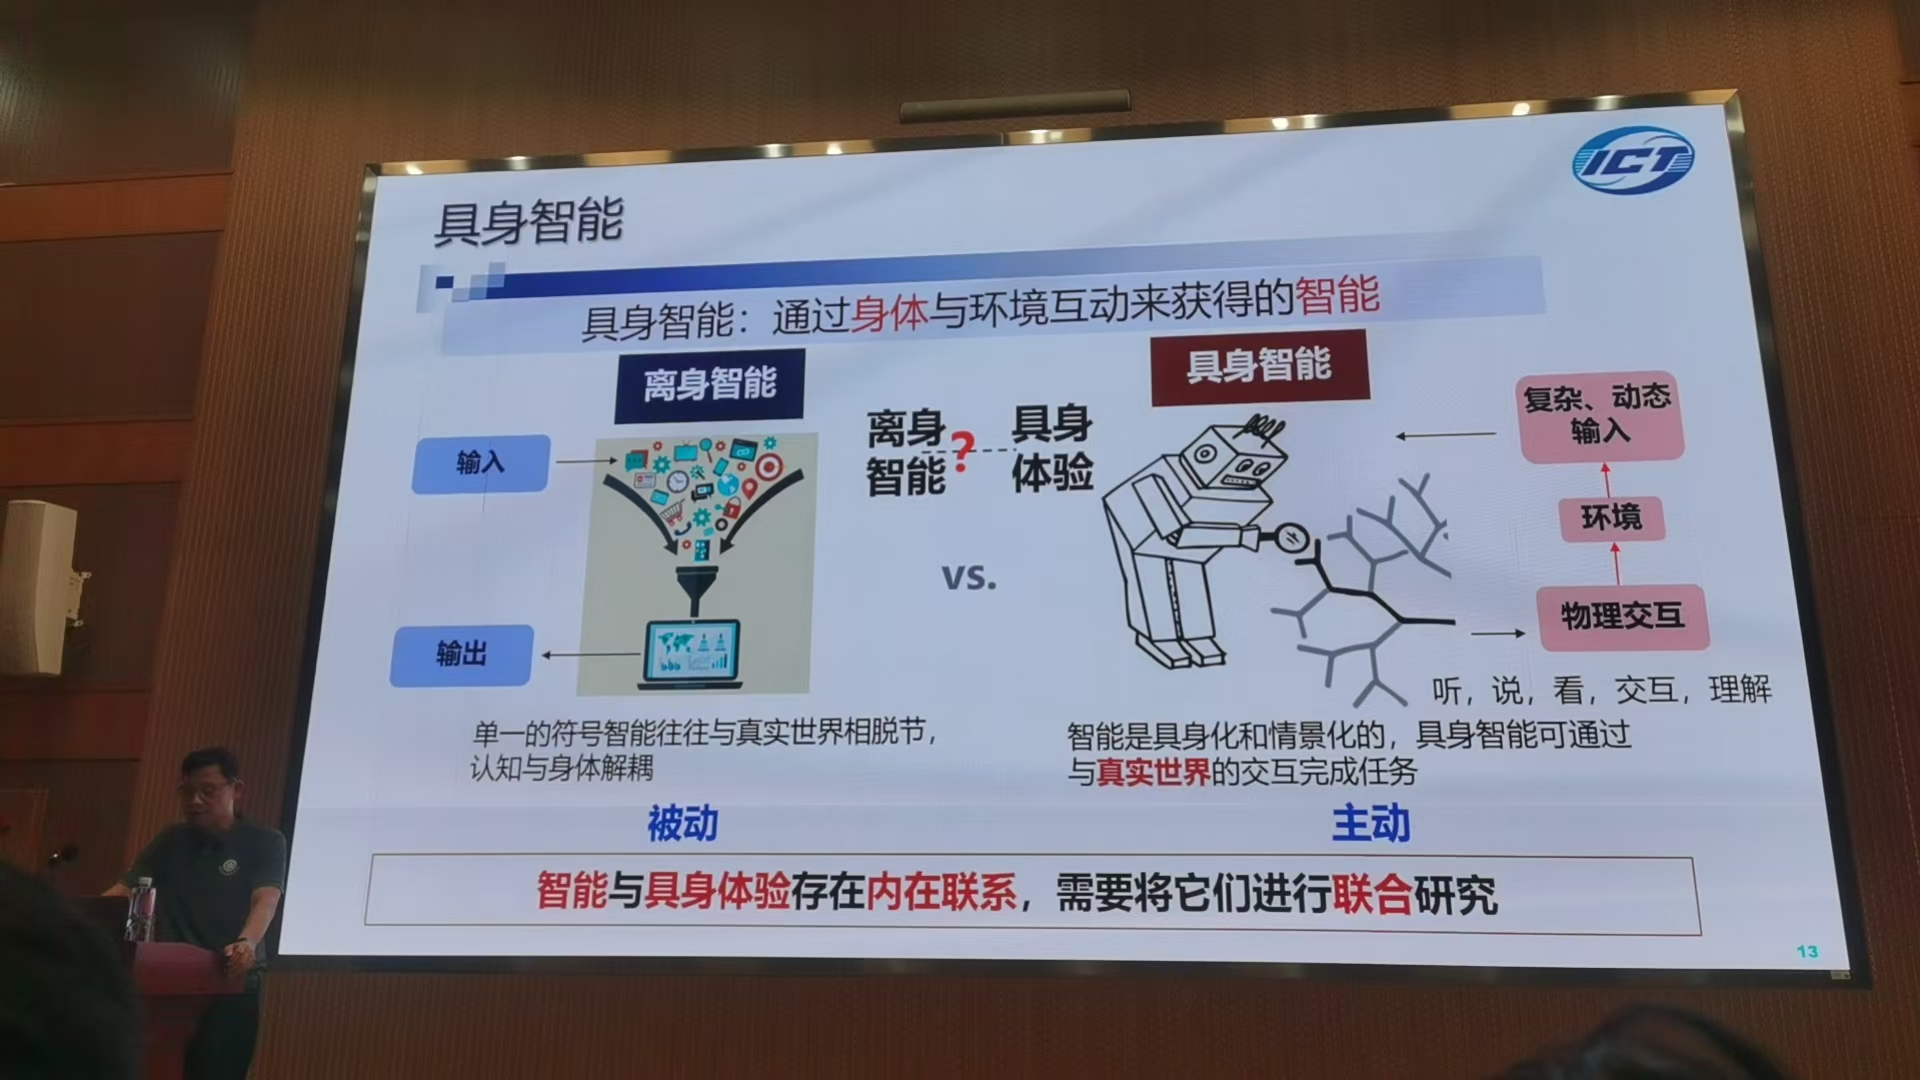 ICT
具身智能
具身智能：通过身体与环境互动来获得的智能
离身智能
输入
输出
单一的符号智能往往与真实世界相脱节，
认知与身体解耦
被动
离身
智能
?
具身
体验
vs.
具身智能
复杂、动态
输入
环境
物理交互
听，说，看，交互，理解
智能是具身化和情景化的，具身智能可通过
与真实世界的交互完成任务
主动
智能与具身体验存在内在联系，需要将它们进行联合研究
13